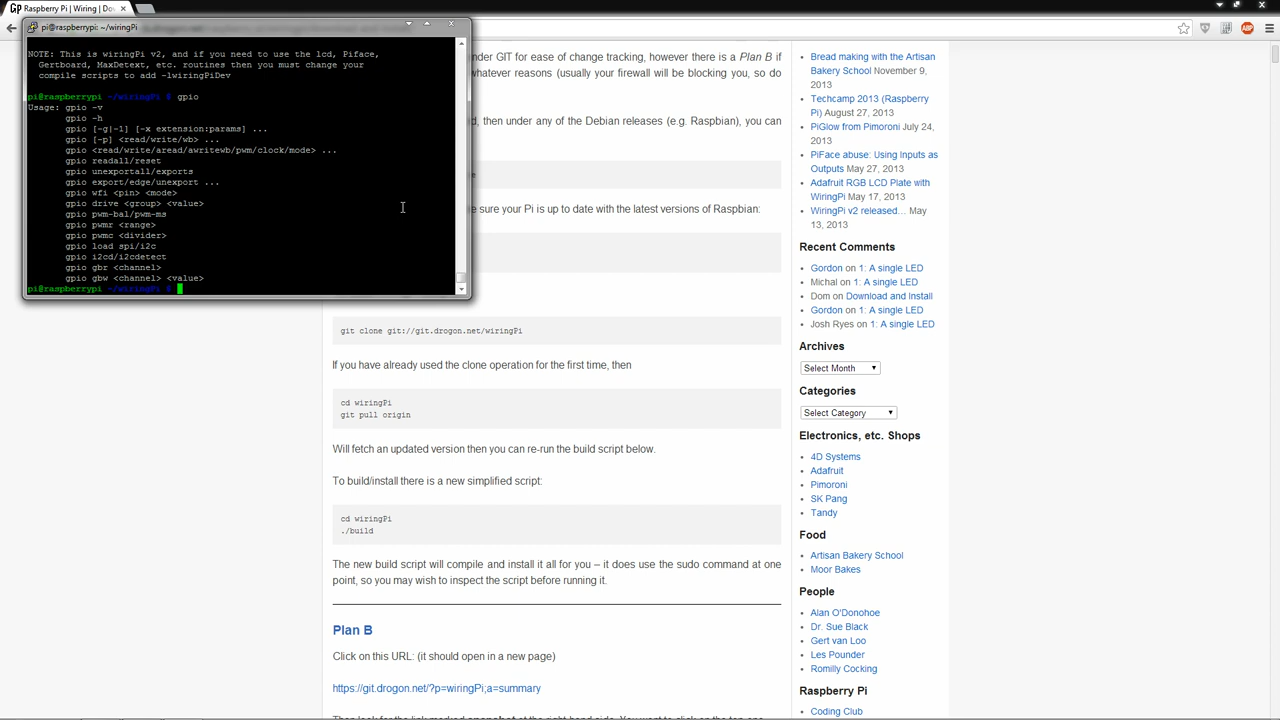 Raspberry Pi | Wiring | Do
pi@raspberrypi: ~/wiringPi
NOTE: This is wiringPi v2, and if you need to use the lcd, Piface,
Gertboard, MaxDetext, etc. routines then you must change your
compile scripts to add -lwiringPiDev
pi@raspberrypi ~/wiringPi $ gpio
Usage: gpio -v
gpio -h
gpio [-g|-1] [-x extension:params] ...
gpio [-p] <read/write/wb> ...
gpio <read/write/aread/awritewb/pwm/clock/mode> ...
gpio readall/reset
gpio unexportall/exports
gpio export/edge/unexport ...
gpio wfi <pin> <mode>
gpio drive <group> <value>
gpio pwm-bal/pwm-ms
gpio pwmr <range>
gpio pwmc <divider>
gpio load spi/i2c
gpio i2cd/i2cdetect
gpio gbr <channel>
gpio gbw <channel> <value>
pi@raspberrypi ~/wiringPi $
nder GIT for ease of change tracking, however there is a Plan B if
whatever reasons (usually your firewall will be blocking you, so do
d, then under any of the Debian releases (e.g. Raspbian), you can
e sure your Pi is up to date with the latest versions of Raspbian:
git clone git://git.drogon.net/wiringPi
If you have already used the clone operation for the first time, then
cd wiringPi
git pull origin
Will fetch an updated version then you can re-run the build script below.
To build/install there is a new simplified script:
cd wiringPi
./build
The new build script will compile and install it all for you – it does use the sudo command at one
point, so you may wish to inspect the script before running it.
Plan B
Click on this URL: (it should open in a new page)
https://git.drogon.net/?p=wiringPi;a=summary
Bread making with the Artisan
Bakery School November 9,
2013
Techcamp 2013 (Raspberry
Pi) August 27, 2013
PiGlow from Pimoroni July 24,
2013
PiFace abuse: Using Inputs as
Outputs May 27, 2013
Adafruit RGB LCD Plate with
WiringPi May 17, 2013
WiringPi v2 released… May
13, 2013
Recent Comments
Gordon on 1: A single LED
Michal on 1: A single LED
Dom on Download and Install
Gordon on 1: A single LED
Josh Ryes on 1: A single LED
Archives
Select Month
Categories
Select Category
Electronics, etc. Shops
4D Systems
Adafruit
Pimoroni
SK Pang
Tandy
Food
Artisan Bakery School
Moor Bakes
People
Alan O'Donohoe
Dr. Sue Black
Gert van Loo
Les Pounder
Romilly Cocking
Raspberry Pi
Coding Club